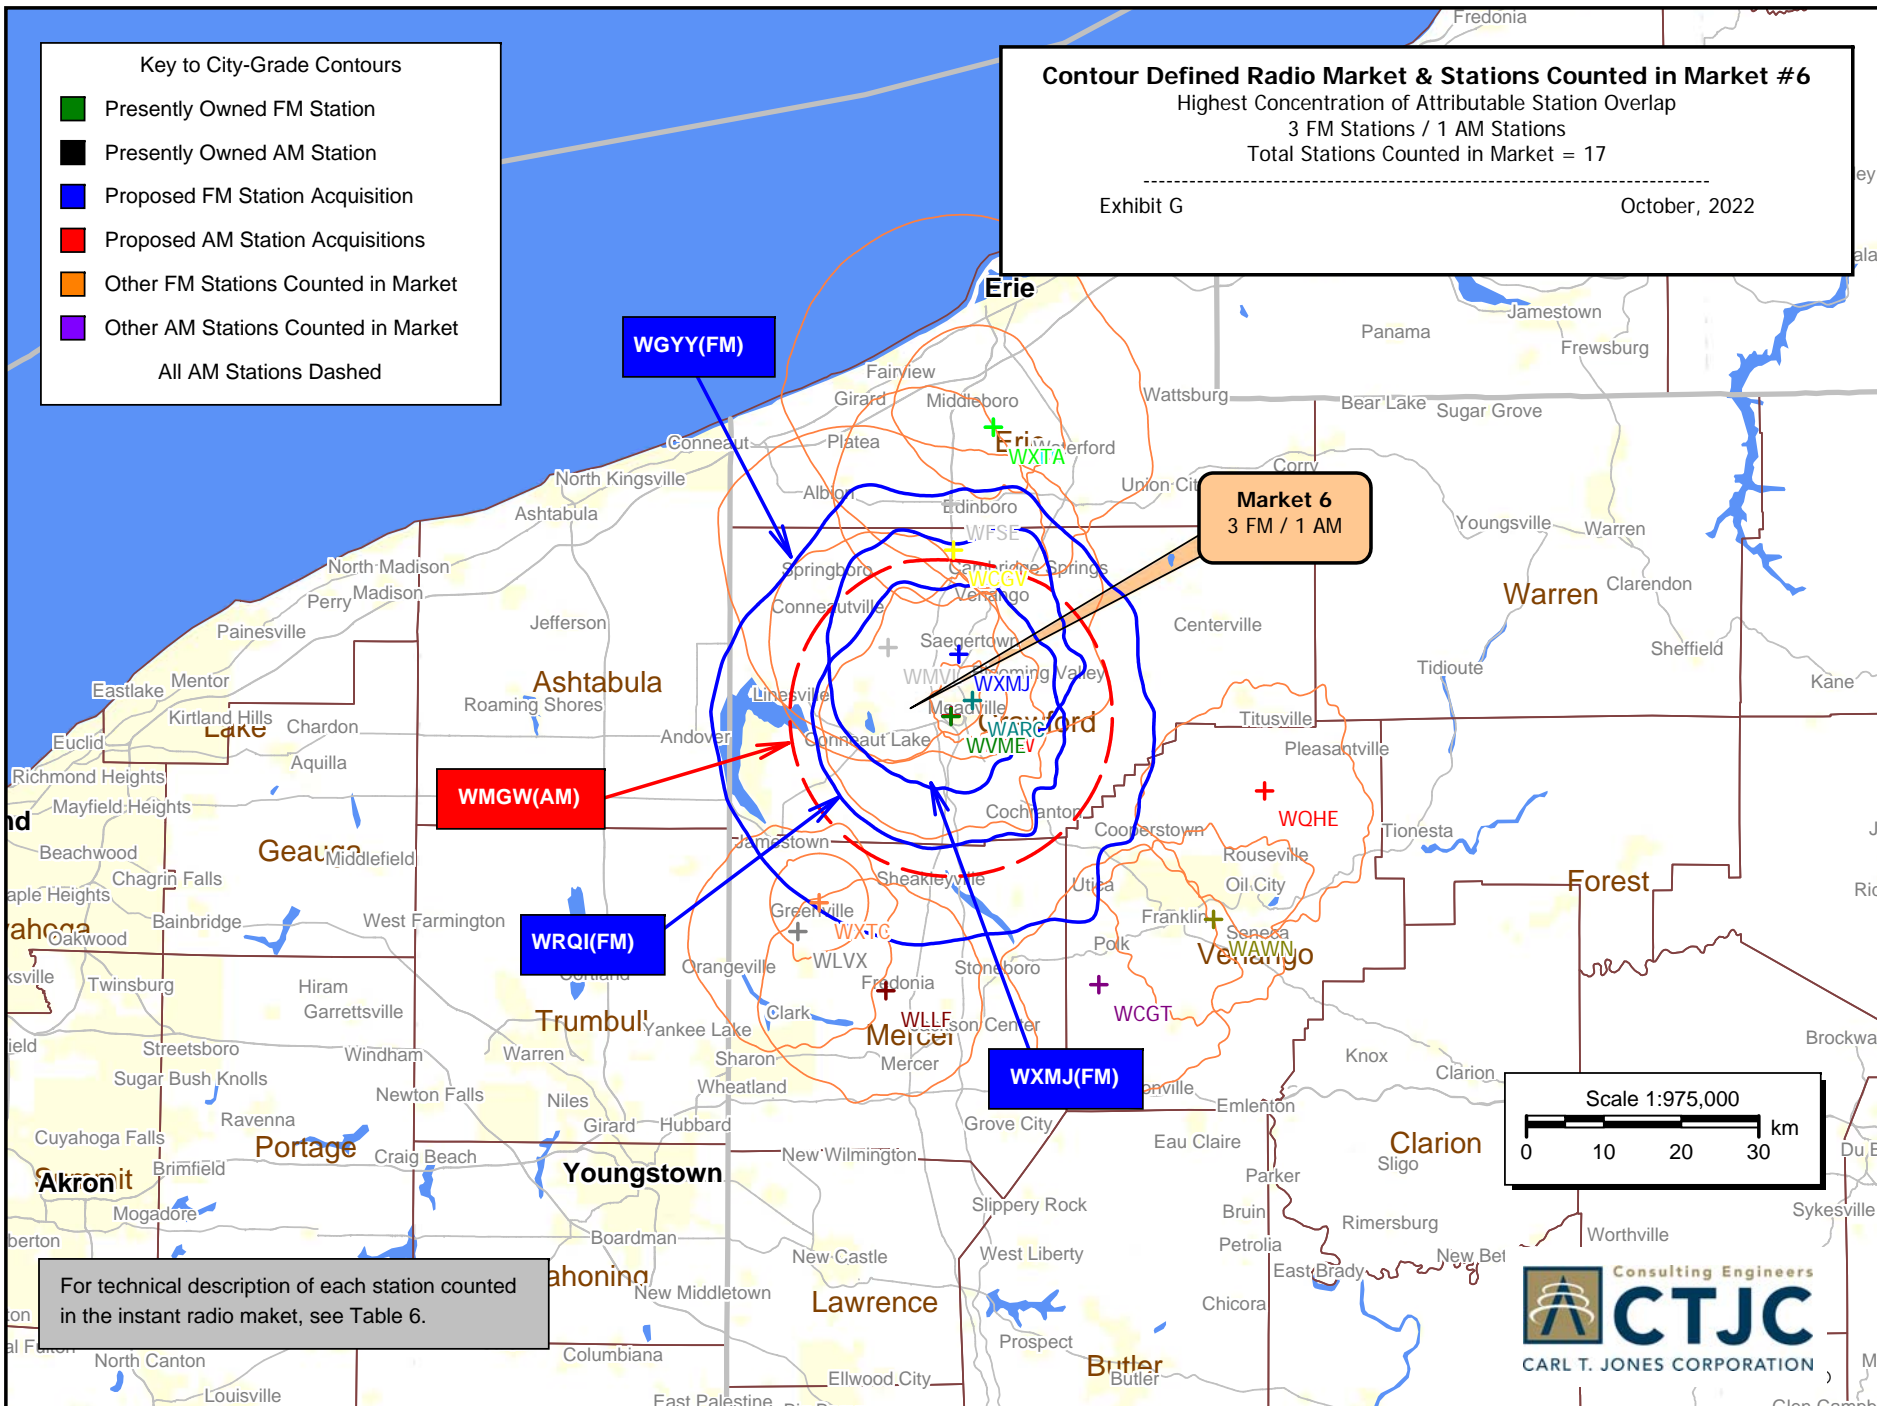 Key to City-Grade Contours
Presently Owned FM Station
Presently Owned AM Station
Proposed FM Station Acquisition
Proposed AM Station Acquisitions
Other FM Stations Counted in Market
Other AM Stations Counted in Market
All AM Stations Dashed
Contour Defined Radio Market & Stations Counted in Market #6
Highest Concentration of Attributable Station Overlap
3 FM Stations / 1 AM Stations
Total Stations Counted in Market = 17
Exhibit G
October, 2022
Fredonia
Erie
Jamestown
Panama
Frewsburg
WGYY(FM)
Fairview
Girard
Middleboro
Wattsburg
Bear Lake
Sugar Grove
Conneaut
Platea
Erie
Waterford
WXTA
Corry
North Kingsville
Albion
Union City
Edinboro
Ashtabula
Market 6
3 FM / 1 AM
Youngsville
Warren
WFSE
North Madison
Springboro
Cambridge Springs
WCGV
Venango
Madison
Perry
Conneautville
Warren
Clarendon
Painesville
Jefferson
Saegertown
Centerville
Sheffield
Tidioute
Eastlake
Mentor
Ashtabula
Roaming Shores
Linesville
WXMJ
Blooming Valley
Kane
Kirtland Hills
Lake
Chardon
Meadville
Crawford
Titusville
Euclid
Andover
Conneaut Lake
WARC
WVME
Pleasantville
Aquilla
Richmond Heights
WMGW(AM)
Mayfield Heights
Cochranton
WQHE
Cooperstown
Tionesta
Beachwood
Geauga
Middlefield
Jamestown
Rouseville
Chagrin Falls
Sheakleyville
Utica
Oil City
Forest
Bainbridge
West Farmington
Greenville
Franklin
Oakwood
WRQI(FM)
WXTC
Seneca
WAWN
Venango
Polk
Twinsburg
Hiram
Orangeville
WLVX
Stoneboro
Garrettsville
Fredonia
WCGT
Trumbull
Yankee Lake
Clark
WLLF
Jackson Center
Mercer
Streetsboro
Windham
Warren
Sharon
Mercer
Knox
Sugar Bush Knolls
Wheatland
WXMJ(FM)
Clarion
Newton Falls
Niles
Emlenton
Scale 1:975,000
0 10 20 30 km
Ravenna
Girard
Hubbard
Grove City
Cuyahoga Falls
Portage
Craig Beach
New Wilmington
Eau Claire
Clarion
Sligo
Brimfield
Summit
Akron
Youngstown
Parker
Mogadore
Slippery Rock
Bruin
Rimersburg
Sykesville
Boardman
New Castle
West Liberty
Petrolia
Worthville
East Brady
For technical description of each station counted
in the instant radio maket, see Table 6.
New Middletown
Lawrence
Chicora
Prospect
Columbiana
North Canton
Butler
Butler
Ellwood City
Louisville
East Palestine
Consulting Engineers
CTJC
CARL T. JONES CORPORATION